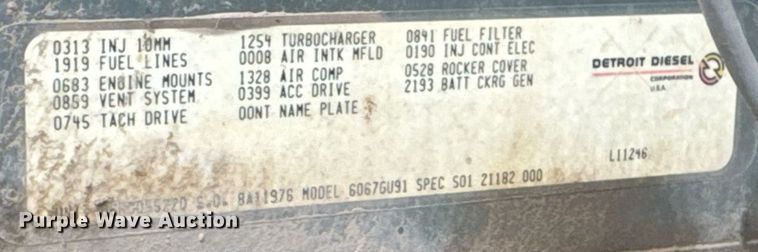 0313 INJ 10MM
1919 FUEL LINES
0683 ENGINE MOUNTS
0859 VENT SYSTEM
0745 TACH DRIVE
1254 TURBOCHARGER
0008 AIR INTK MFLD
1328 AIR COMP
0399 ACC DRIVE
00NT NAME PLATE
0841 FUEL FILTER
0190 INJ CONT ELEC
0528 ROCKER COVER
2193 BATT CKRG GEN
DETROIT DIESEL
CORPORATION
U.S.A.
L11246
S.O. 8A11976 MODEL 6067GU91 SPEC S01 21182 000
Purple Wave Auction